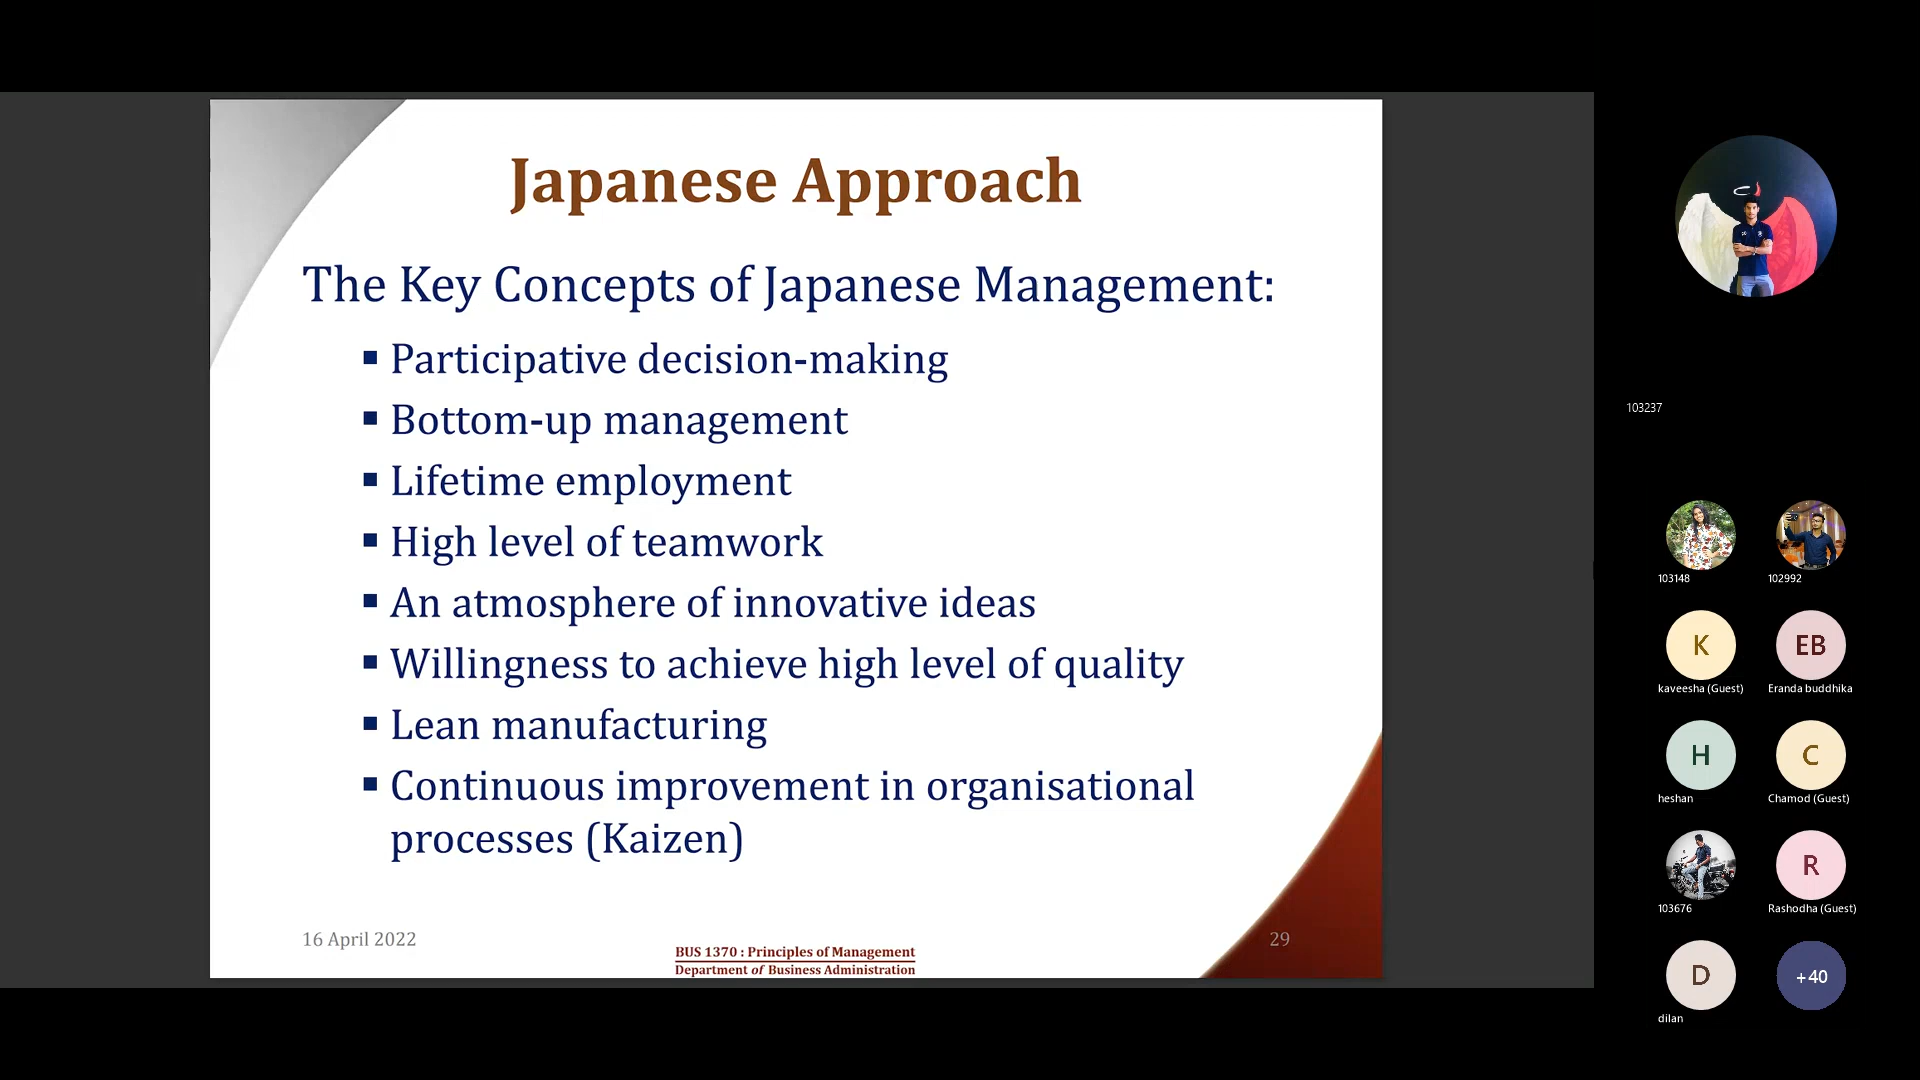 Japanese Approach
The Key Concepts of Japanese Management:
▪ Participative decision-making
▪ Bottom-up management
▪ Lifetime employment
▪ High level of teamwork
▪ An atmosphere of innovative ideas
▪ Willingness to achieve high level of quality
▪ Lean manufacturing
▪ Continuous improvement in organisational
processes (Kaizen)
16 April 2022
BUS 1370 : Principles of Management
Department of Business Administration
29
103237
103148
102992
K
EB
kaveesha (Guest)
Eranda buddhika
H
C
heshan
Chamod (Guest)
R
103676
Rashodha (Guest)
D
+40
dilan